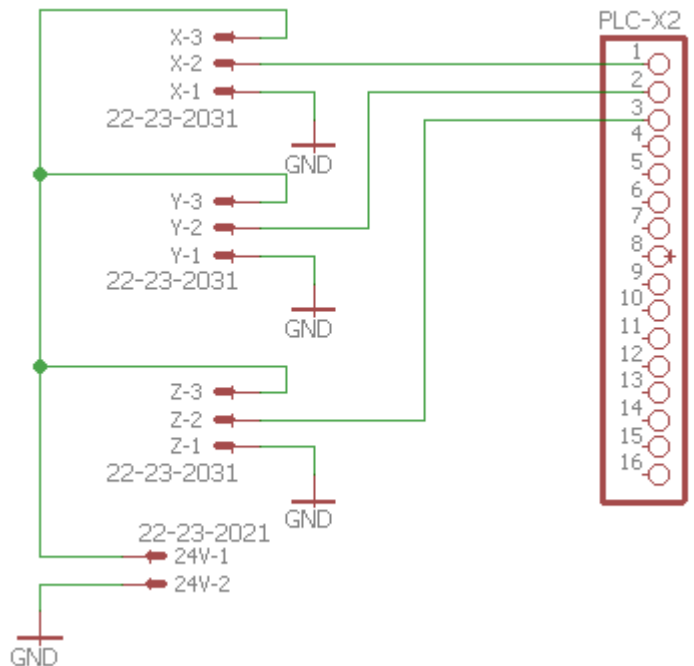 PLC-X2
X-3
X-2
X-1
22-23-2031
GND
Y-3
Y-2
Y-1
22-23-2031
GND
Z-3
Z-2
Z-1
22-23-2031
GND
22-23-2021
24V-1
24V-2
GND
1
2
3
4
5
6
7
8
9
10
11
12
13
14
15
16